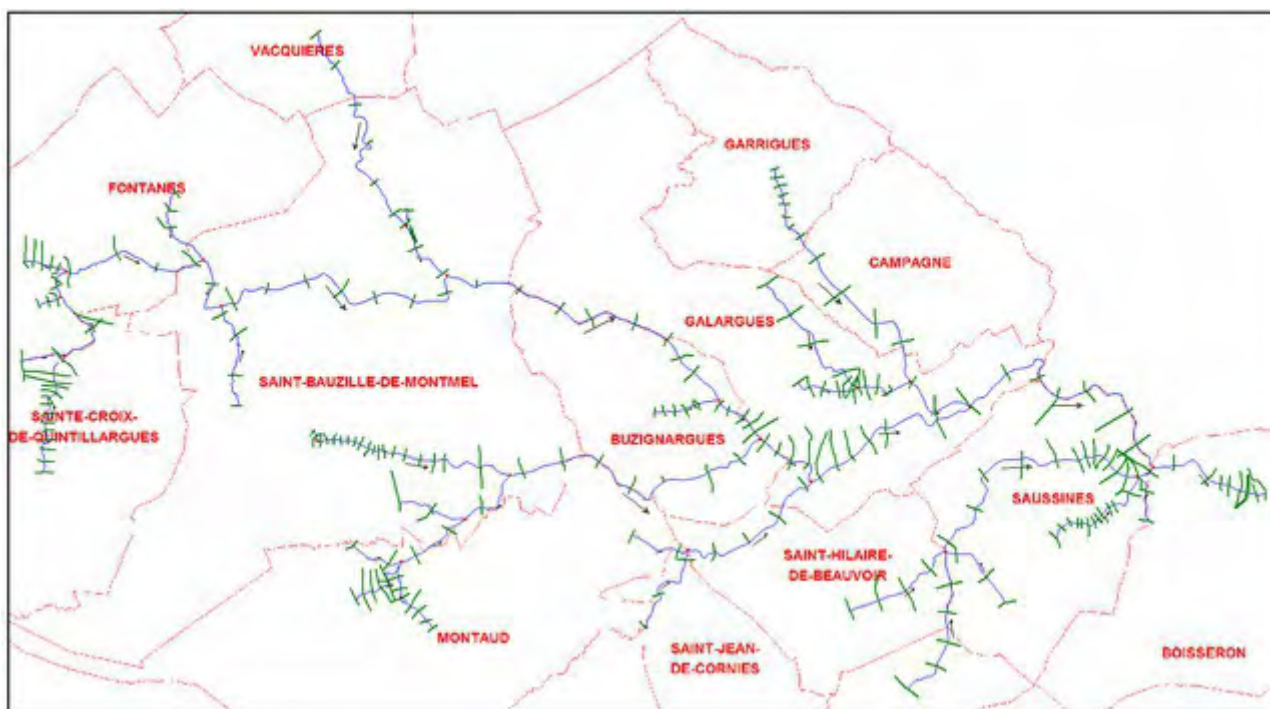 VACQUIERES
GARRIGUES
FONTANES
CAMPAGNE
GALARGUES
SAINT-BAUZILLE-DE-MONTMEL
SAINTE-CROIX-
DE-QUINTILLARGUES
BUZIGNARGUES
SAUSSINES
SAINT-HILAIRE-
DE-BEAUVOIR
MONTAUD
SAINT-JEAN-
DE-CORNIES
BOISSERON